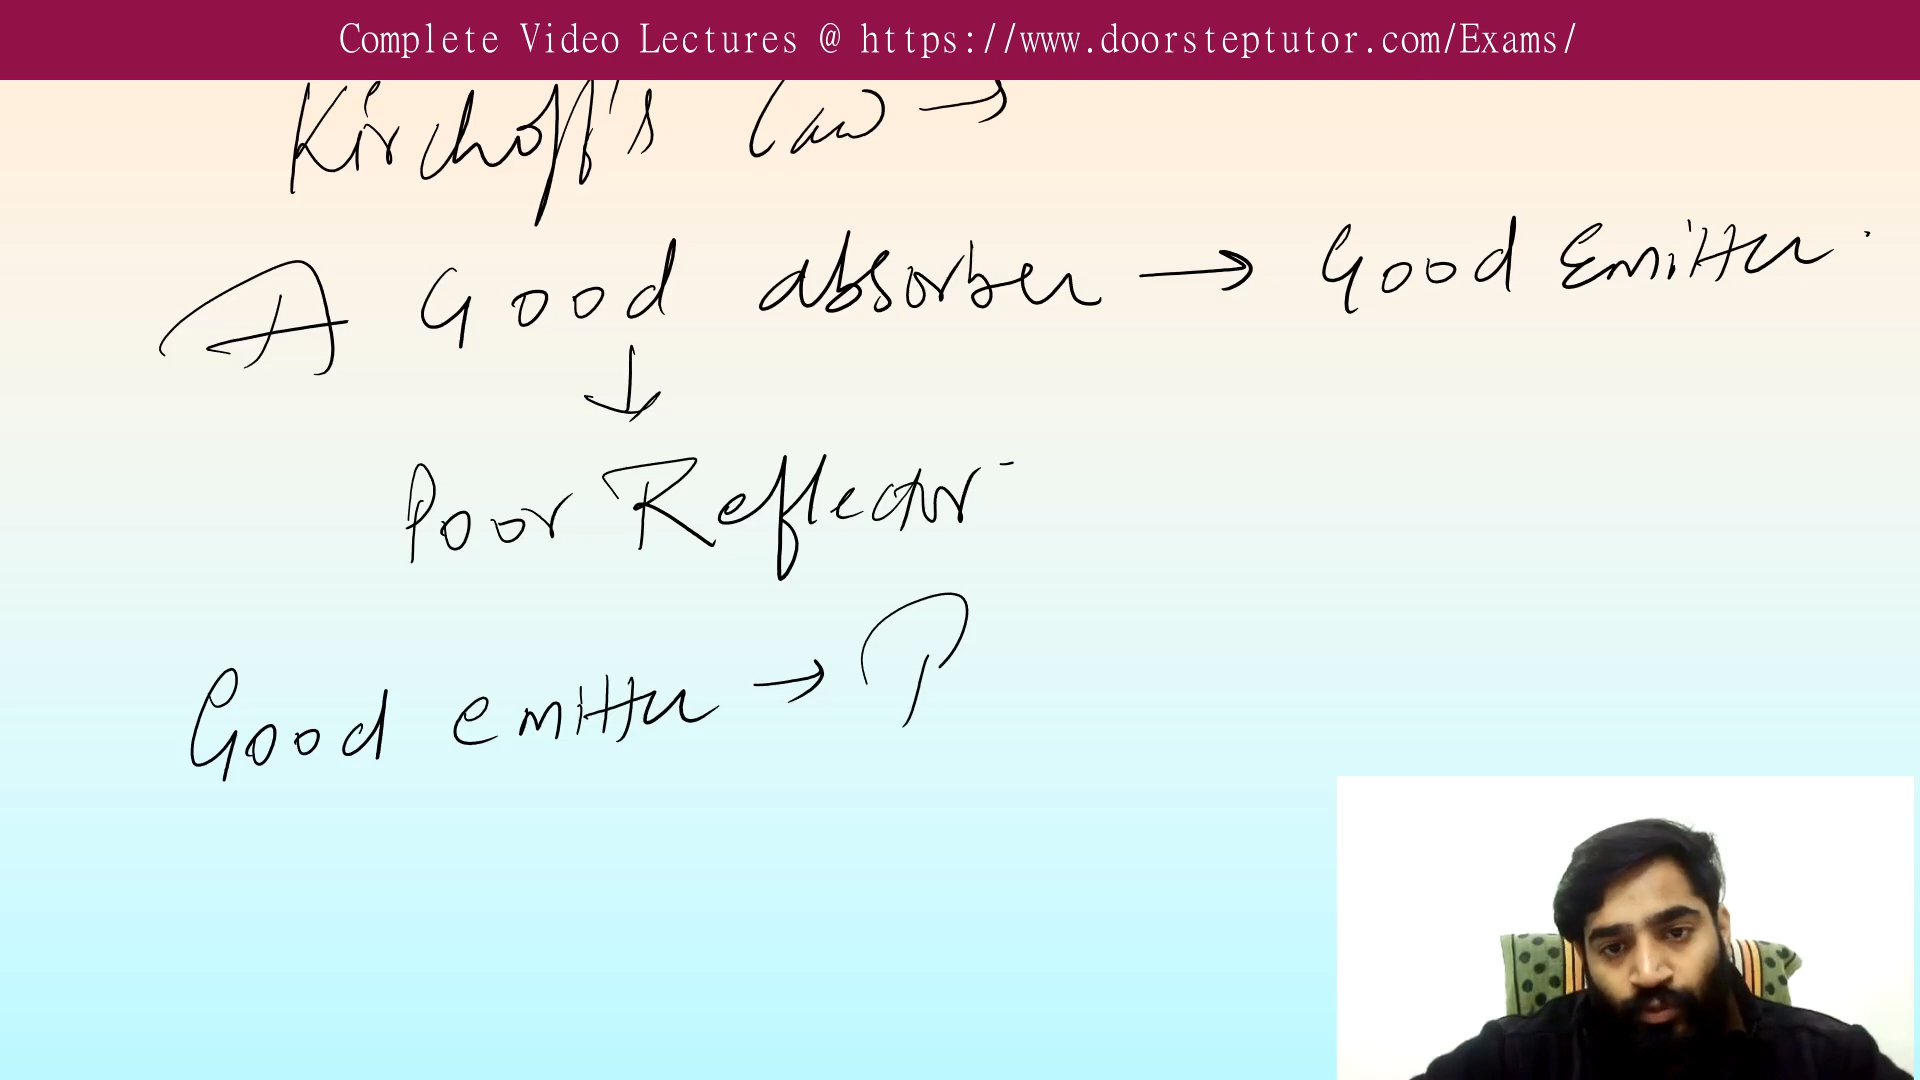 Complete Video Lectures @ https://www.doorsteptutor.com/Exams/
Kirchoff's Law →
A Good absorber → Good Emitter.
↓
Poor Reflector
Good emitter → P